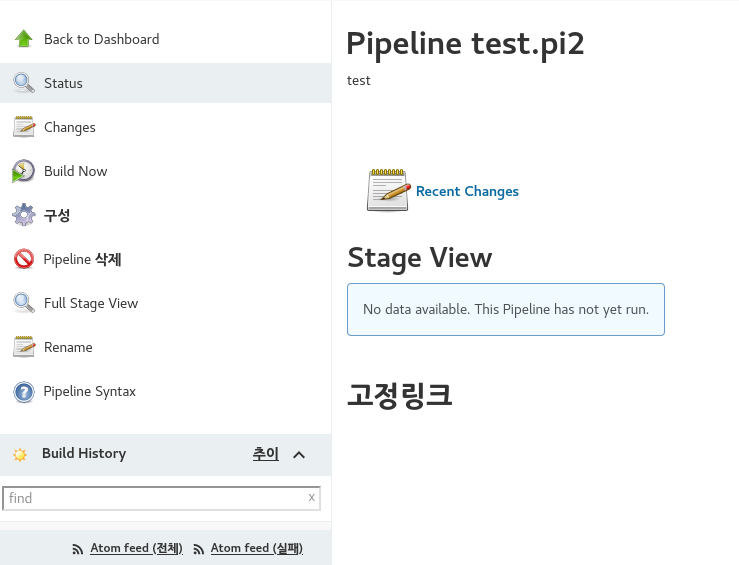 Back to Dashboard
Status
Changes
Build Now
구성
Pipeline 삭제
Full Stage View
Rename
Pipeline Syntax
Build History 추이
find x
Atom feed (전체) Atom feed (실패)
Pipeline test.pi2
test
Recent Changes
Stage View
No data available. This Pipeline has not yet run.
고정링크